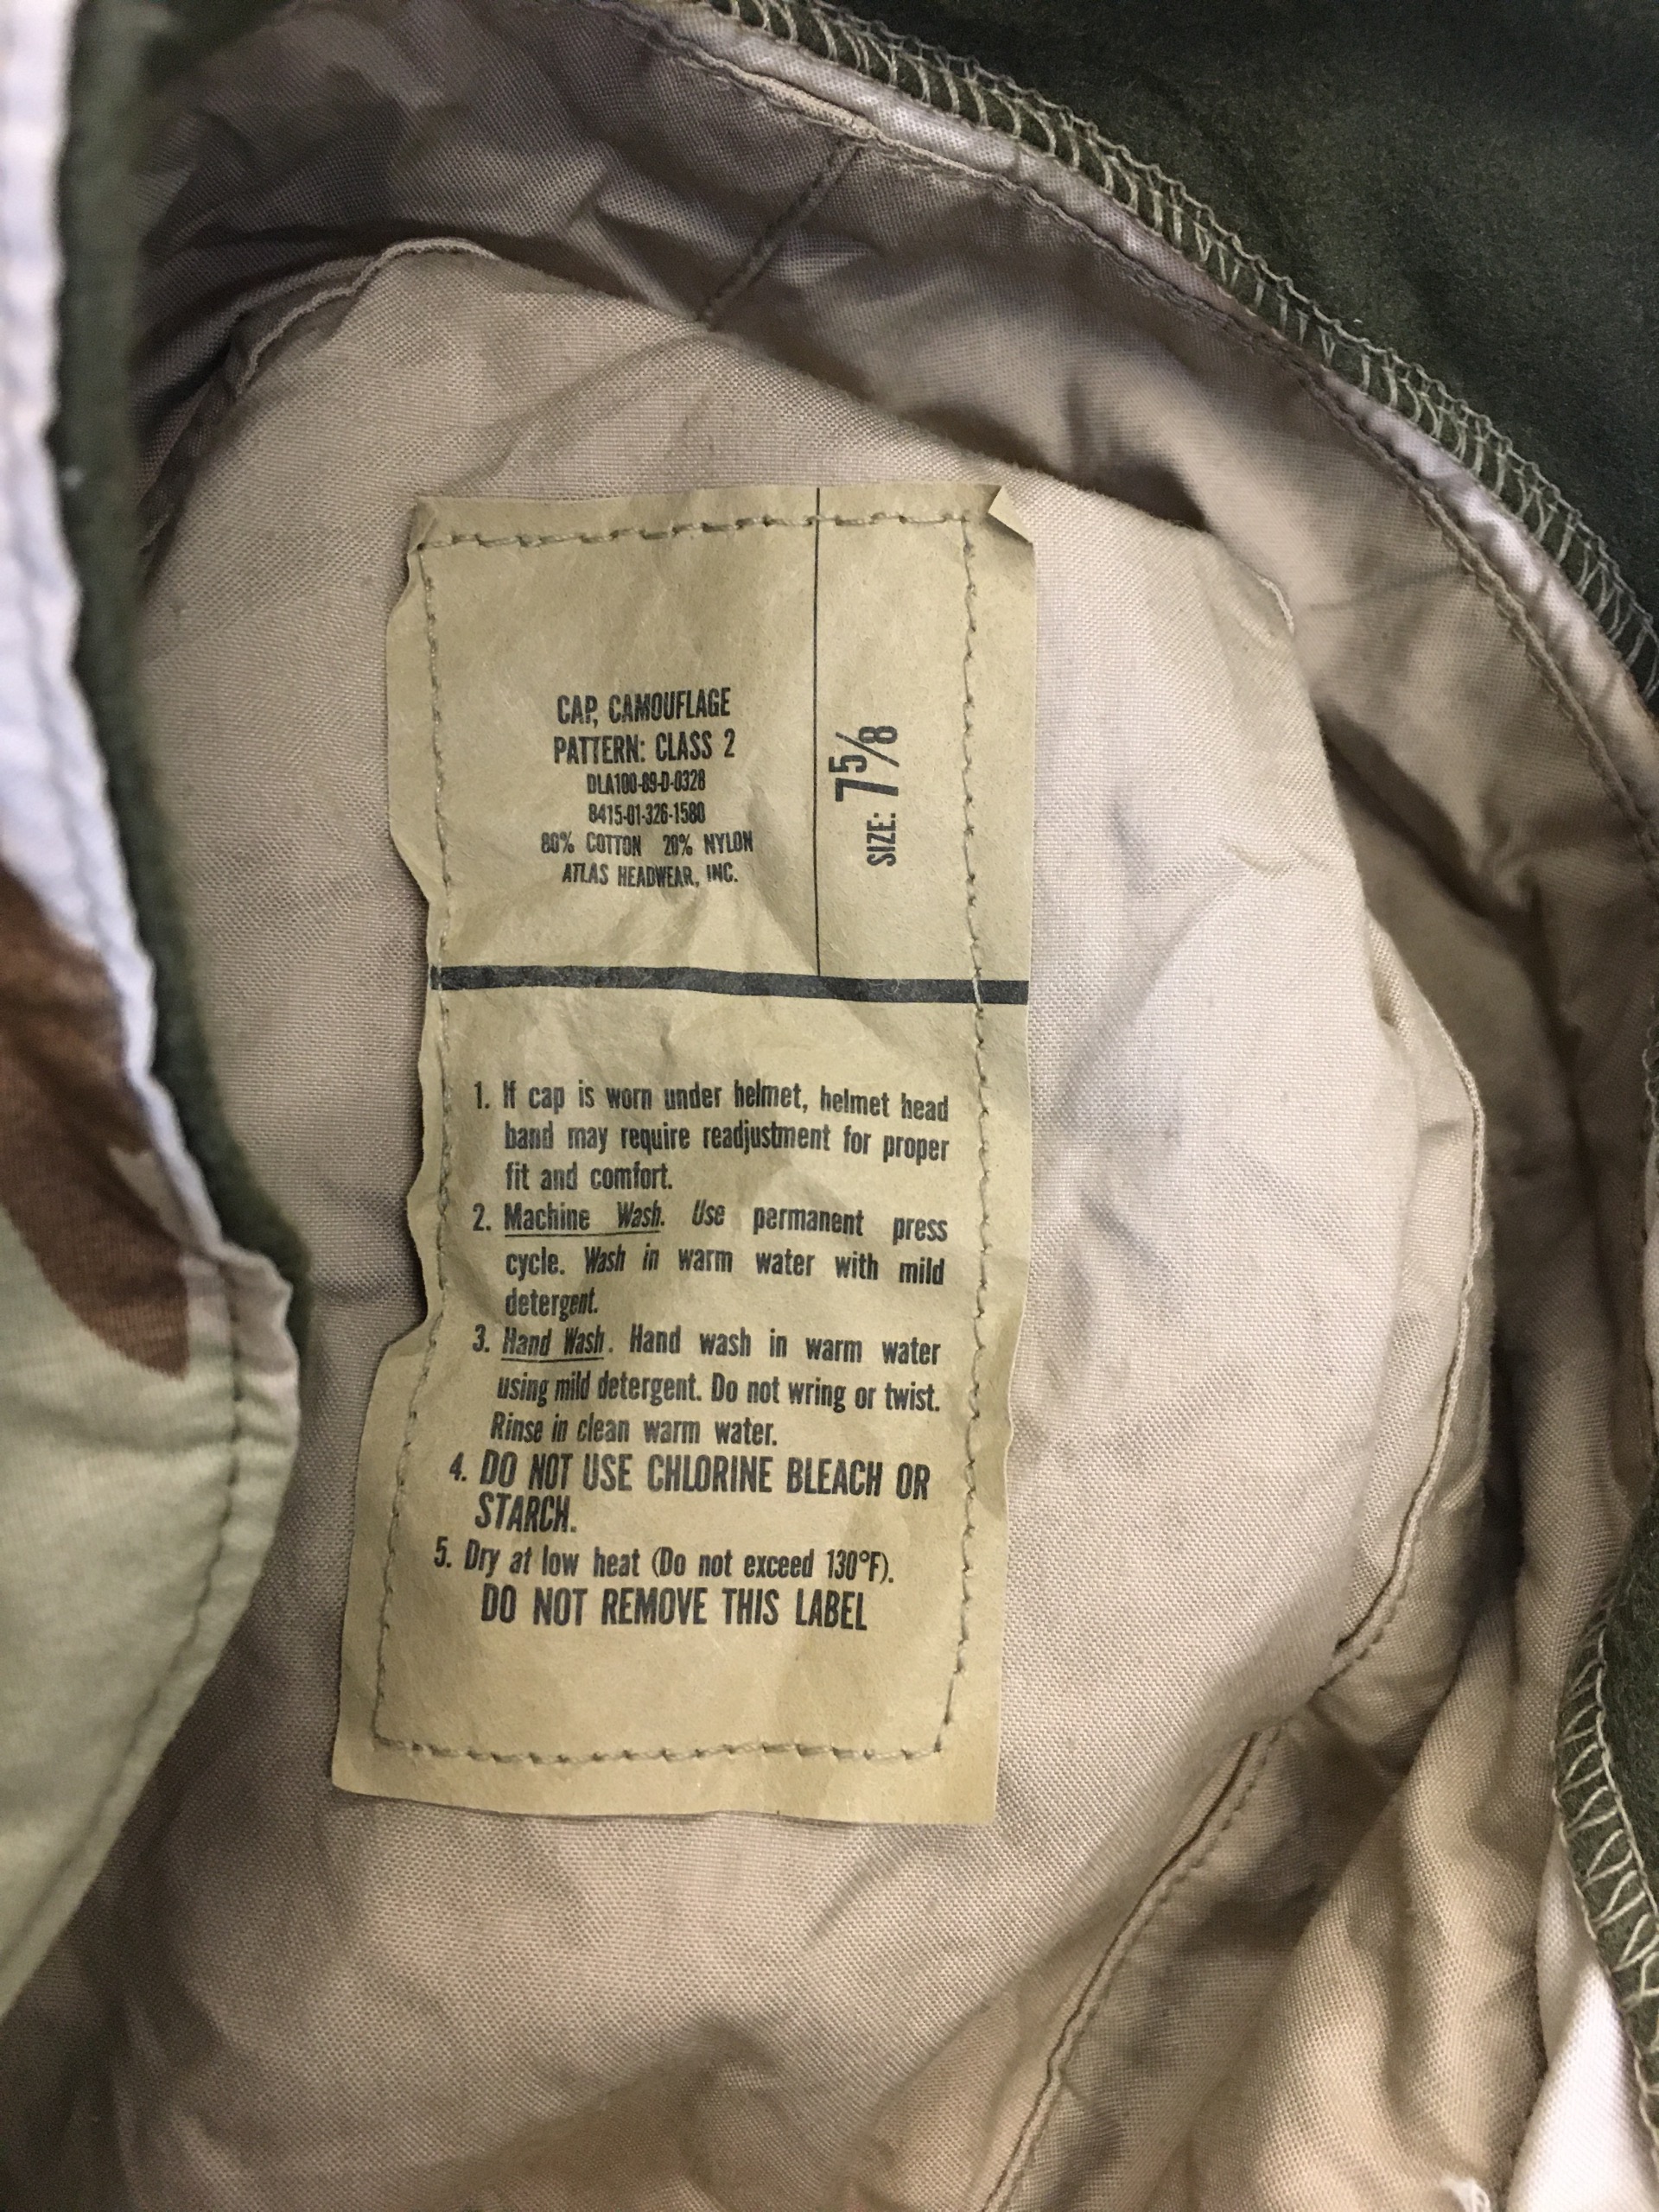 CAP, CAMOUFLAGE
PATTERN: CLASS 2
DLA100-89-D-0328
8415-01-326-1580
80% COTTON 20% NYLON
ATLAS HEADWEAR, INC.
SIZE: 7⅝
1. If cap is worn under helmet, helmet head
band may require readjustment for proper
fit and comfort.
2. Machine Wash. Use permanent press
cycle. Wash in warm water with mild
detergent.
3. Hand Wash. Hand wash in warm water
using mild detergent. Do not wring or twist.
Rinse in clean warm water.
4. DO NOT USE CHLORINE BLEACH OR
STARCH.
5. Dry at low heat (Do not exceed 130°F).
DO NOT REMOVE THIS LABEL